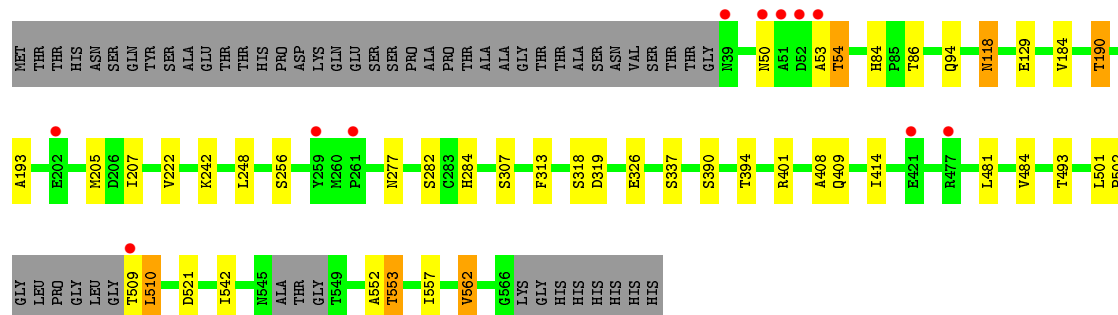 MET THR THR HIS ASN SER GLN TYR SER ALA GLU THR THR HIS PRO ASP LYS GLN GLU SER SER PRO ALA PRO THR ALA ALA GLY THR THR ALA SER ASN VAL SER THR THR GLY N39 N50 A51 D52 A53 T54 H84 P85 T86 Q94 N118 E129 V184 T190
A193 E202 M205 D206 I207 V222 K242 L248 S256 Y259 M260 P261 N277 S282 C283 H284 S307 F313 S318 D319 E326 S337 S390 T394 R401 A408 Q409 I414 E421 R477 L481 V484 T493 L501 P502
GLY LEU PRO GLY LEU GLY T509 L510 D521 I542 N545 ALA THR GLY T549 A552 T553 I557 V562 G566 LYS GLY HIS HIS HIS HIS HIS HIS